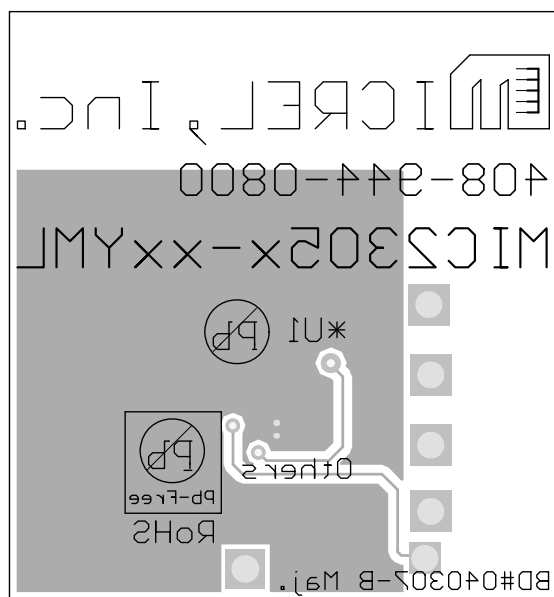 MICREL, Inc.
408-944-0800
MIC2305x-xxYML
Pb
*U1
Others
Pb
Pb-Free
RoHS
BD#040307-B Maj.